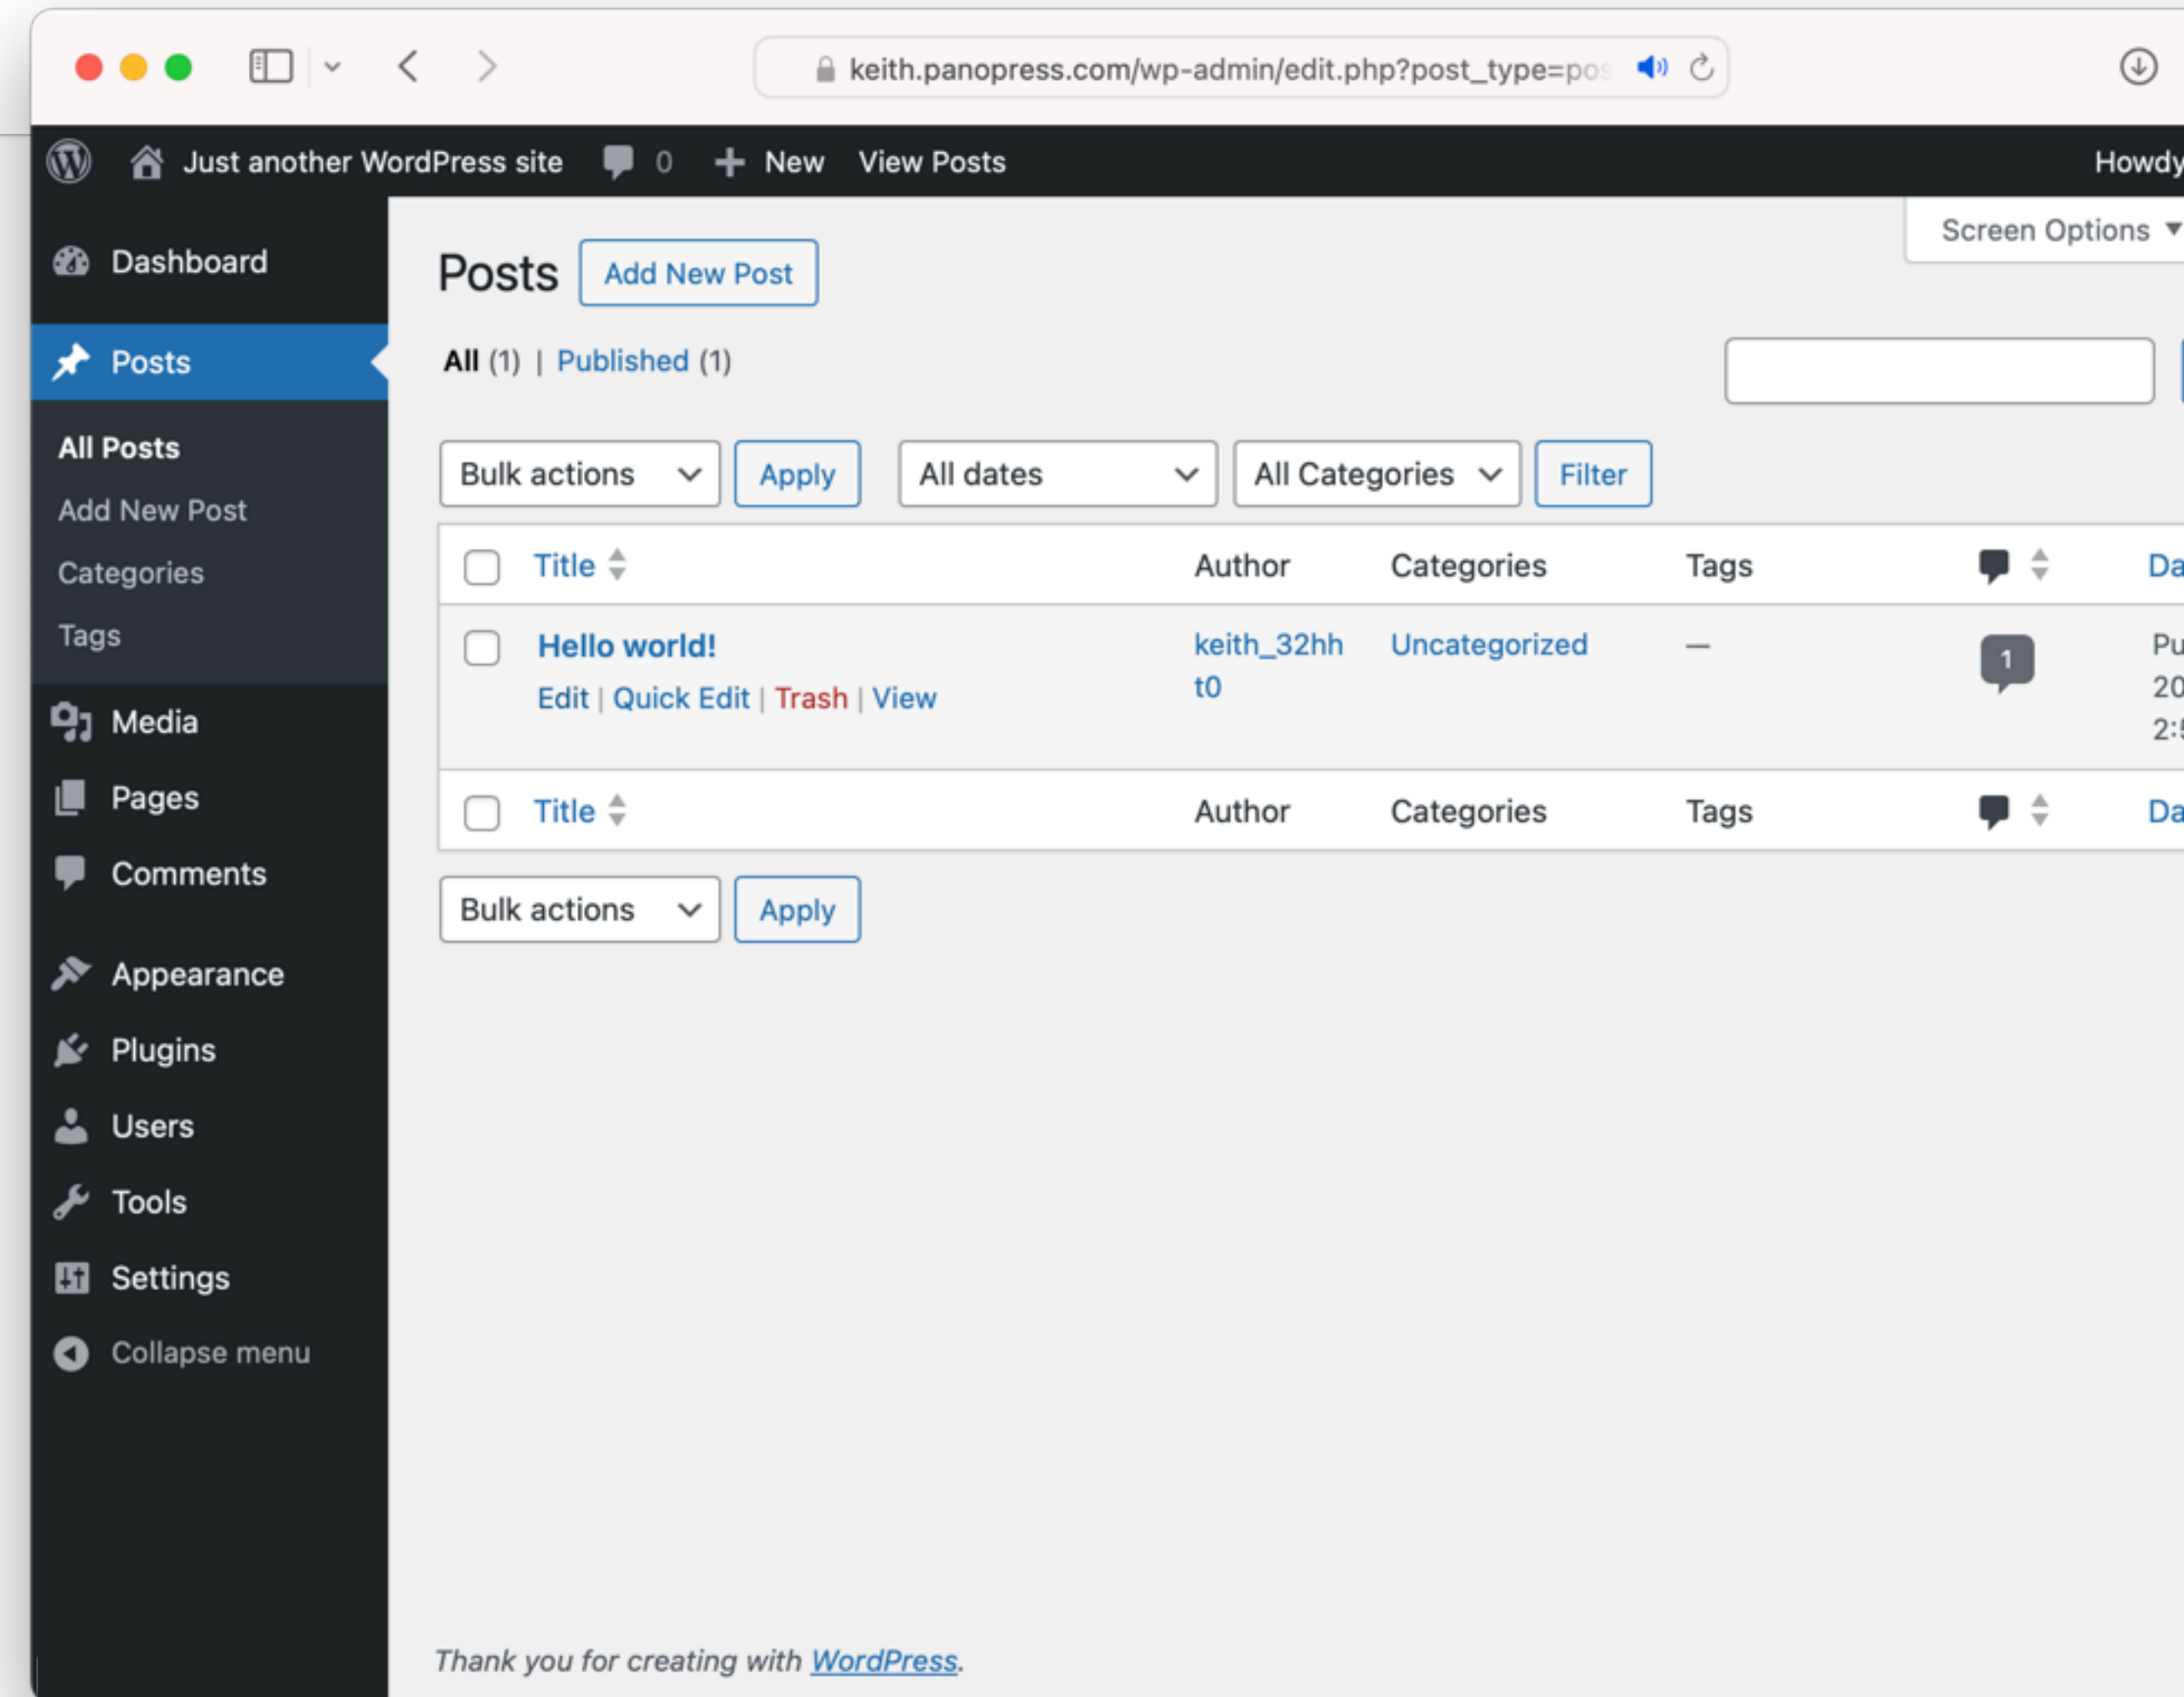 keith.panopress.com/wp-admin/edit.php?post_type=pos
Just another WordPress site 0 New View Posts Howdy
Screen Options
Dashboard
Posts
All Posts
Add New Post
Categories
Tags
Media
Pages
Comments
Appearance
Plugins
Users
Tools
Settings
Collapse menu
Posts Add New Post
All (1) | Published (1)
Bulk actions Apply All dates All Categories Filter
Title Author Categories Tags Da
Hello world! keith_32hh Uncategorized — 1 Pu
t0 20
Edit | Quick Edit | Trash | View
2:5
Title Author Categories Tags Da
Bulk actions Apply
Thank you for creating with WordPress.